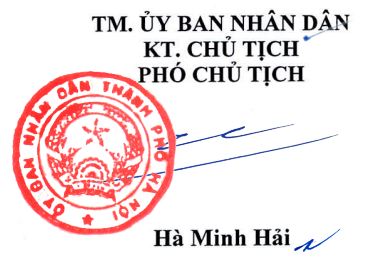 TM. ỦY BAN NHÂN DÂN
KT. CHỦ TỊCH
PHÓ CHỦ TỊCH
ỦY BAN NHÂN DÂN THÀNH PHỐ HÀ NỘI
Hà Minh Hải